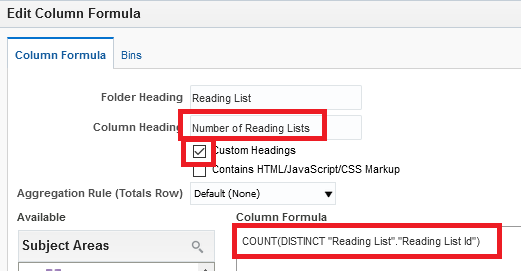 Edit Column Formula
Column Formula Bins
Folder Heading Reading List
Column Heading Number of Reading Lists
Custom Headings
Contains HTML/JavaScript/CSS Markup
Aggregation Rule (Totals Row) Default (None)
Available Column Formula
Subject Areas COUNT(DISTINCT "Reading List"."Reading List Id")